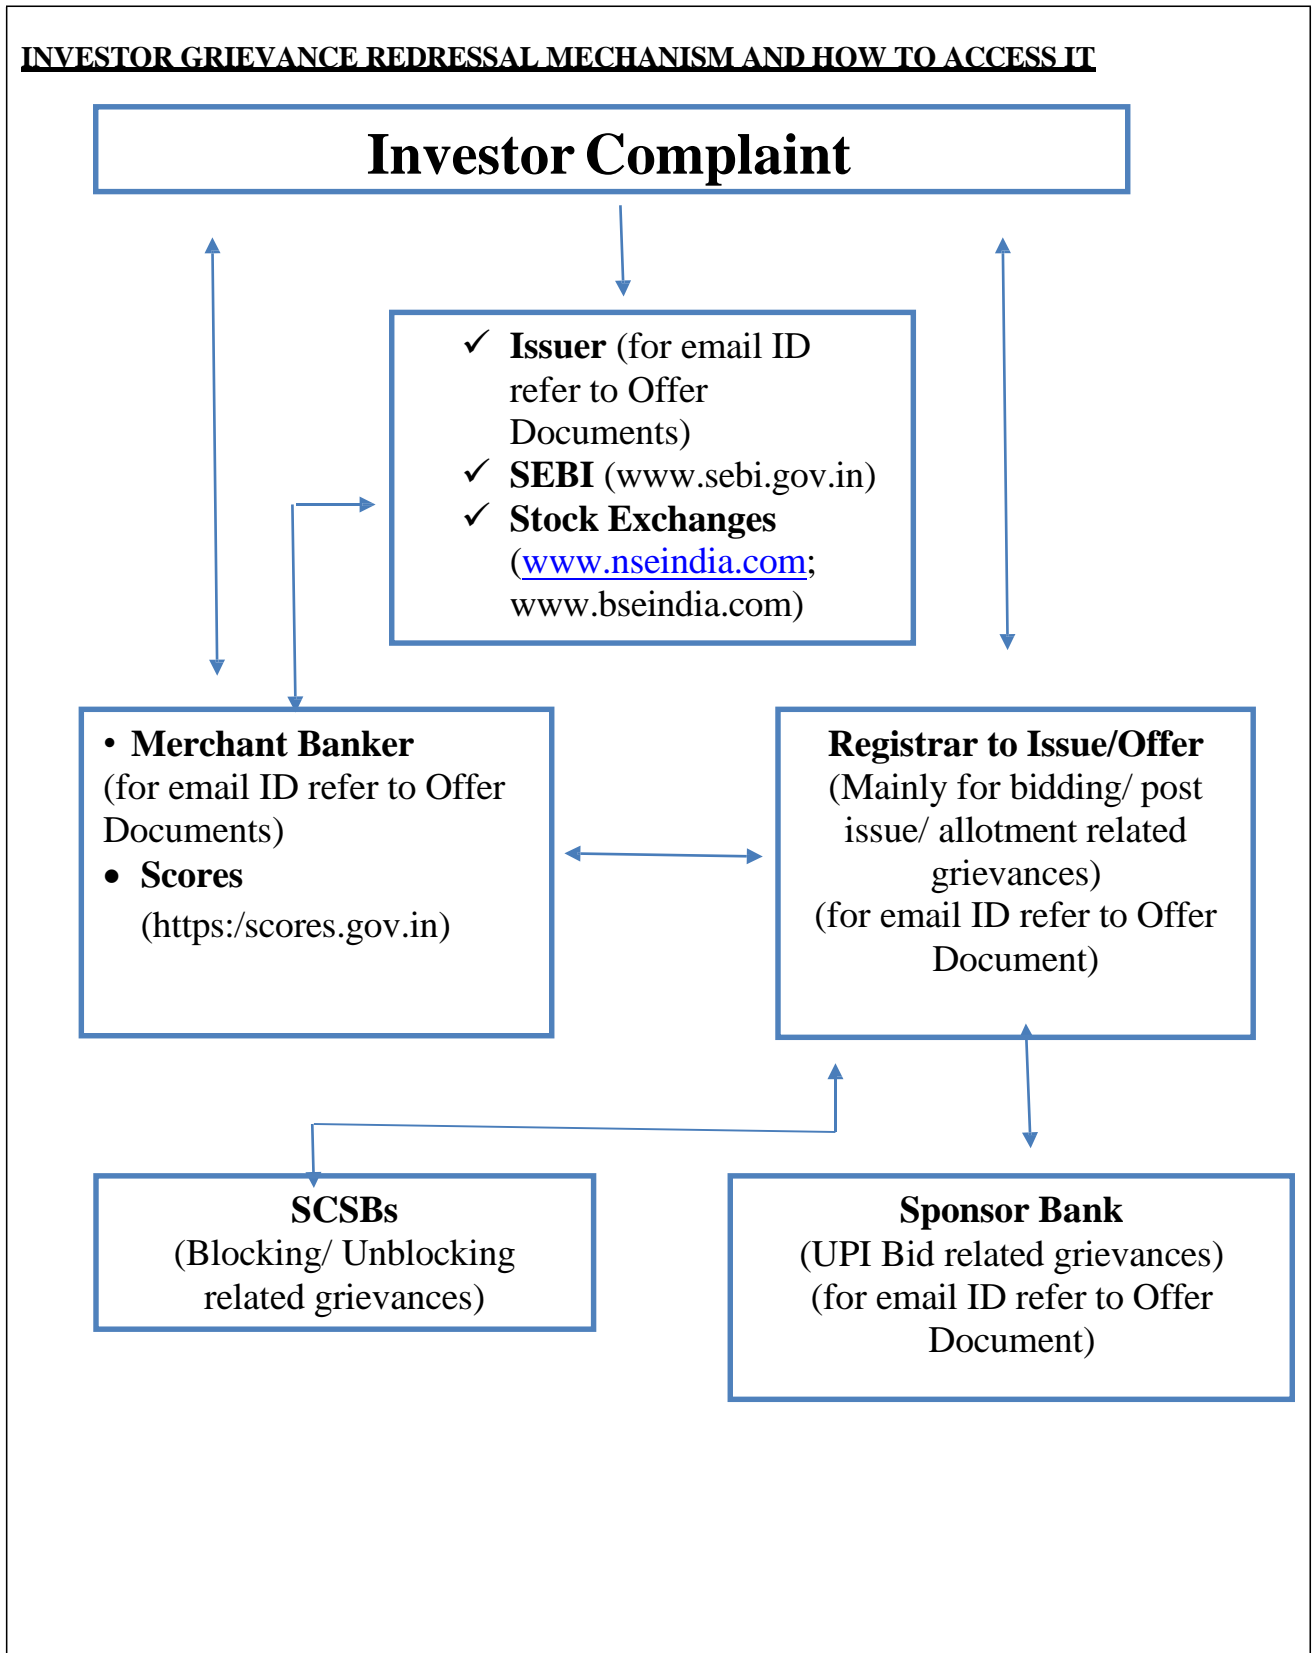 INVESTOR GRIEVANCE REDRESSAL MECHANISM AND HOW TO ACCESS IT
Investor Complaint
✓ Issuer (for email ID
refer to Offer
Documents)
✓ SEBI (www.sebi.gov.in)
✓ Stock Exchanges
(www.nseindia.com;
www.bseindia.com)
• Merchant Banker
(for email ID refer to Offer
Documents)
• Scores
(https:/scores.gov.in)
Registrar to Issue/Offer
(Mainly for bidding/ post
issue/ allotment related
grievances)
(for email ID refer to Offer
Document)
SCSBs
(Blocking/ Unblocking
related grievances)
Sponsor Bank
(UPI Bid related grievances)
(for email ID refer to Offer
Document)